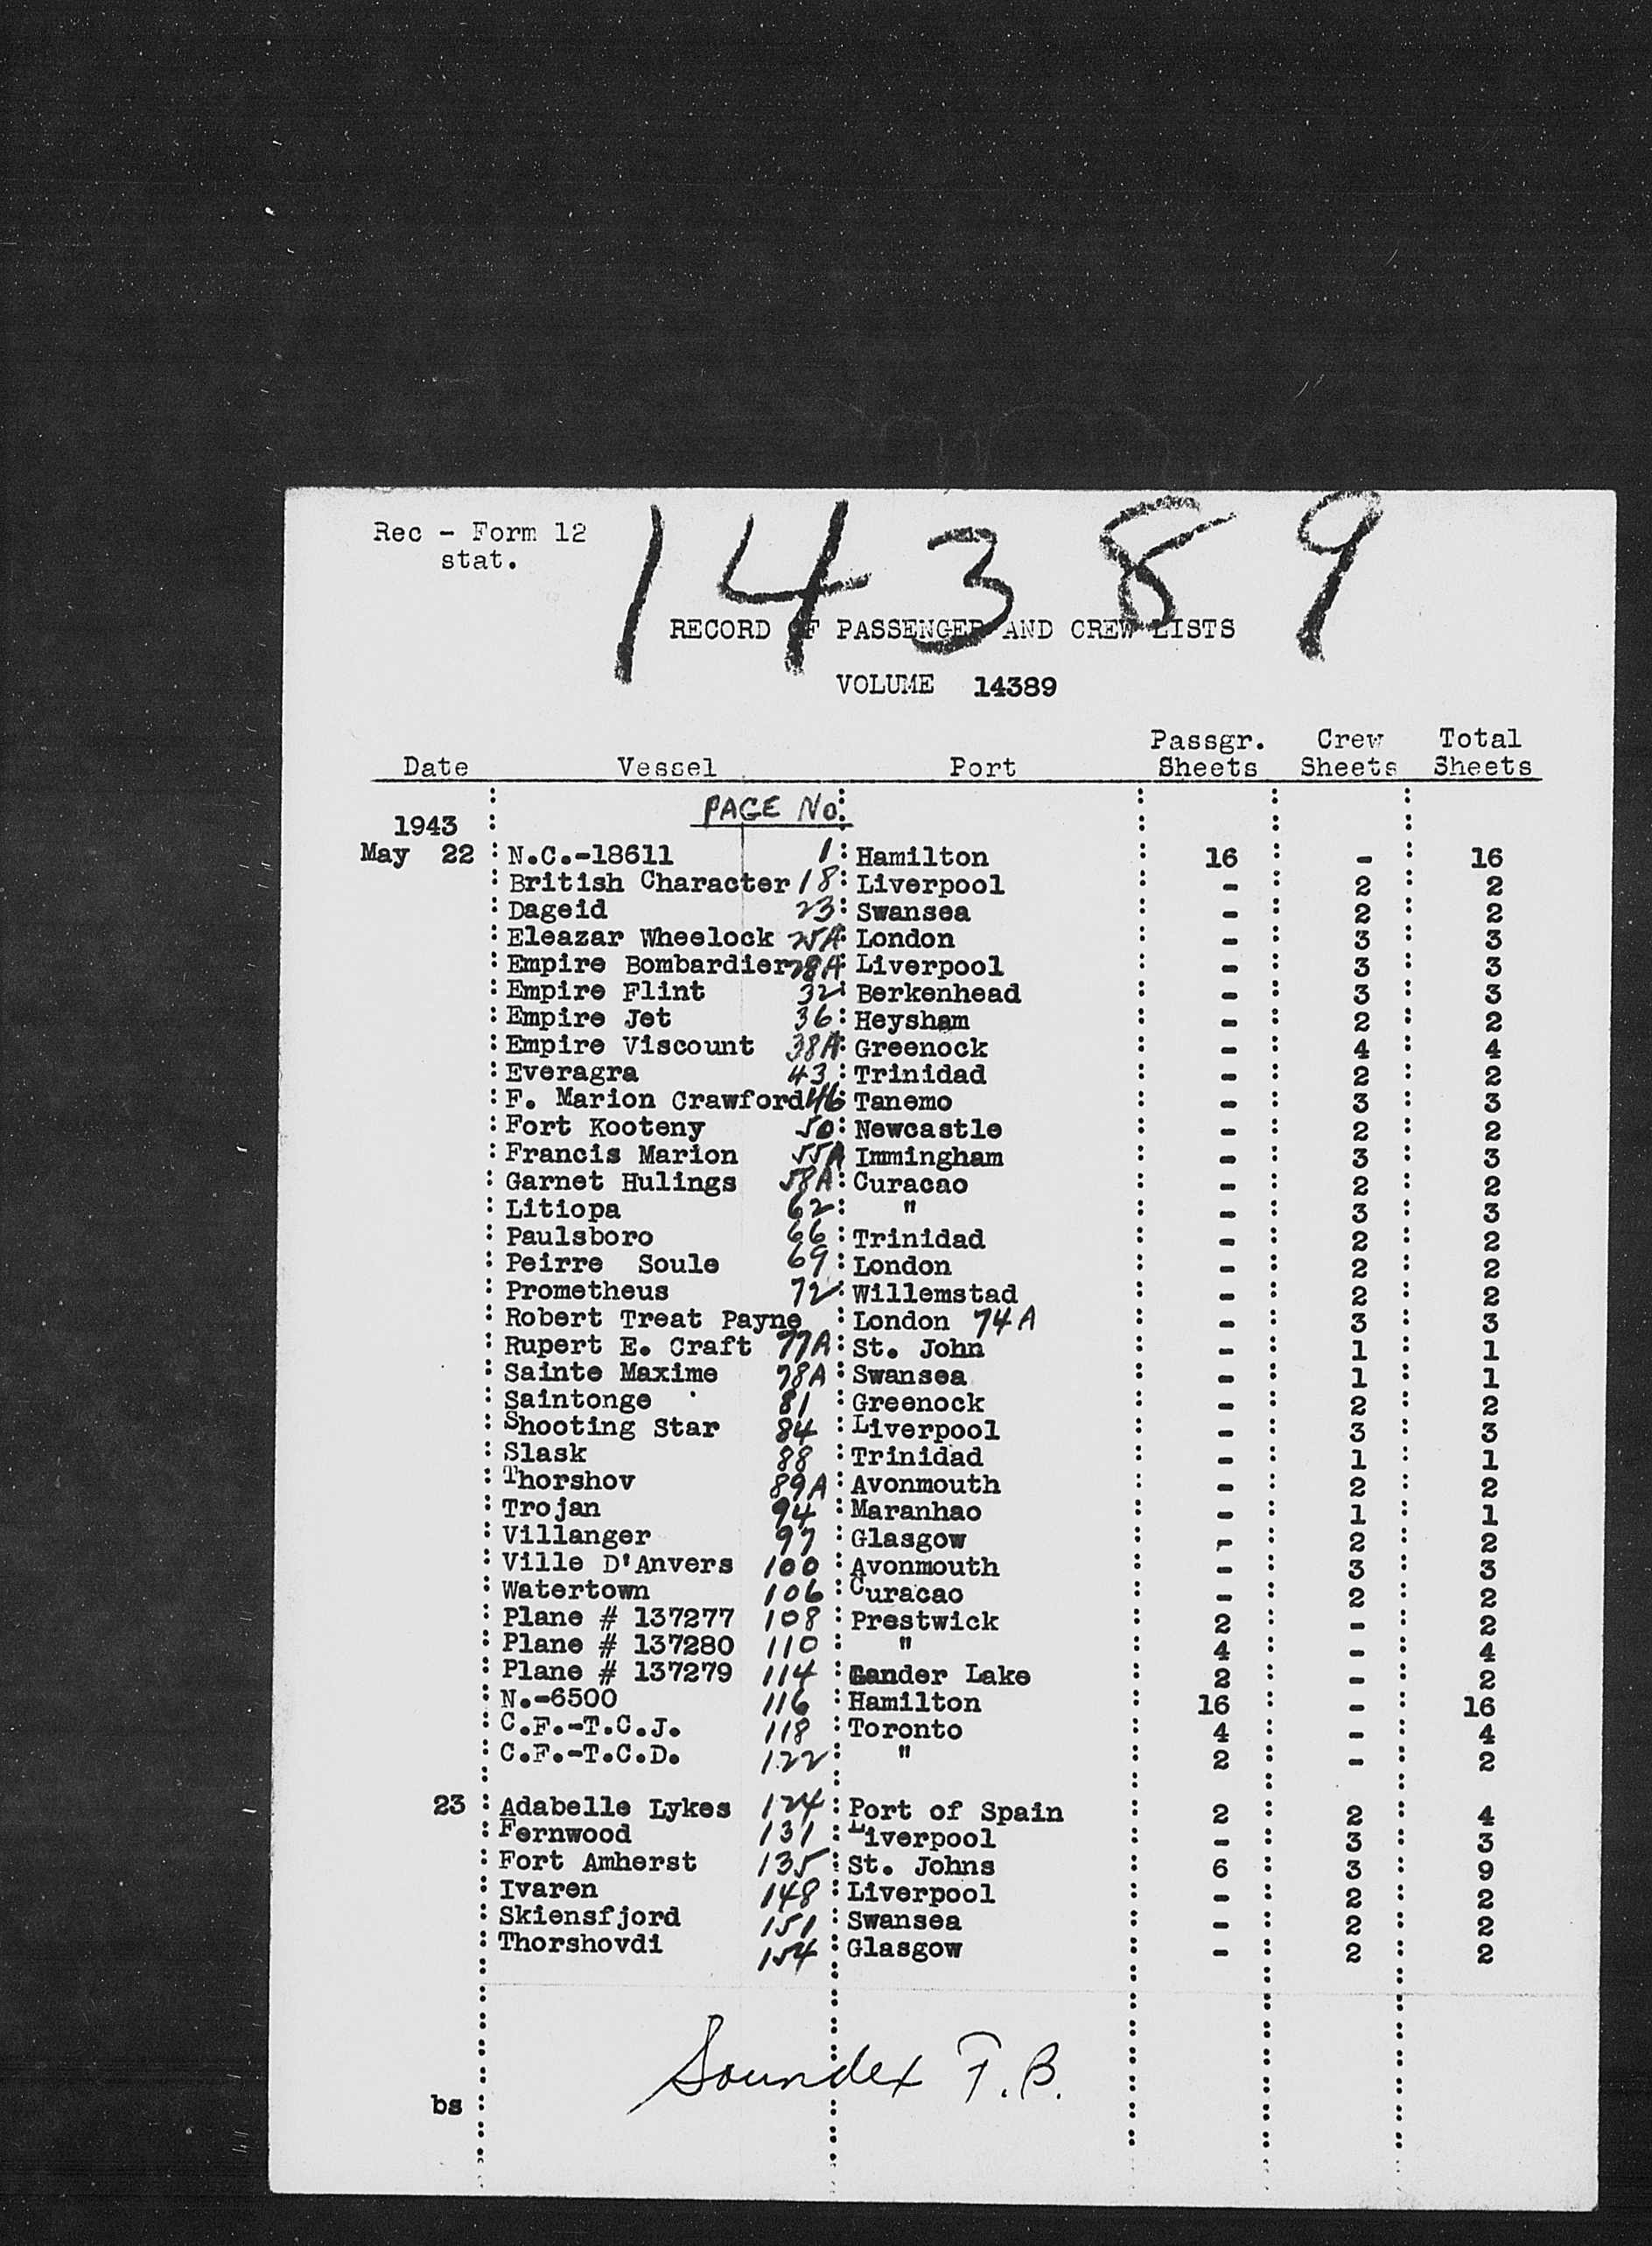 14389
Rec - Form 12
stat.
RECORD OF PASSENGER AND CREW LISTS
VOLUME 14389
Passgr. Crew Total
Date Vessel Port Sheets Sheets Sheets
PAGE No.
1943
May 22 N.C.-18611 1 Hamilton 16 - 16
British Character 18 Liverpool - 2 2
Dageid 23 Swansea - 2 2
Eleazar Wheelock 25A London - 3 3
Empire Bombardier 28A Liverpool - 3 3
Empire Flint 32 Berkenhead - 3 3
Empire Jet 36 Heysham - 2 2
Empire Viscount 38A Greenock - 4 4
Everagra 43 Trinidad - 2 2
F. Marion Crawford 46 Tanemo - 3 3
Fort Kooteny 50 Newcastle - 2 2
Francis Marion 55A Immingham - 3 3
Garnet Hulings 58A Curacao - 2 2
Litiopa 62 " - 3 3
Paulsboro 66 Trinidad - 2 2
Peirre Soule 69 London - 2 2
Prometheus 72 Willemstad - 2 2
Robert Treat Payne London 74A - 3 3
Rupert E. Craft 77A St. John - 1 1
Sainte Maxime 78A Swansea - 1 1
Saintonge 81 Greenock - 2 2
Shooting Star 84 Liverpool - 3 3
Slask 88 Trinidad - 1 1
Thorshov 89A Avonmouth - 2 2
Trojan 94 Maranhao - 1 1
Villanger 97 Glasgow - 2 2
Ville D'Anvers 100 Avonmouth - 3 3
Watertown 106 Curacao - 2 2
Plane # 137277 108 Prestwick 2 - 2
Plane # 137280 110 " 4 - 4
Plane # 137279 114 Gander Lake 2 - 2
N.-6500 116 Hamilton 16 - 16
C.F.-T.C.J. 118 Toronto 4 - 4
C.F.-T.C.D. 122 " 2 - 2
23 Adabelle Lykes 124 Port of Spain 2 2 4
Fernwood 131 Liverpool - 3 3
Fort Amherst 135 St. Johns 6 3 9
Ivaren 148 Liverpool - 2 2
Skiensfjord 151 Swansea - 2 2
Thorshovdi 154 Glasgow - 2 2
Soundex T.B.
bs